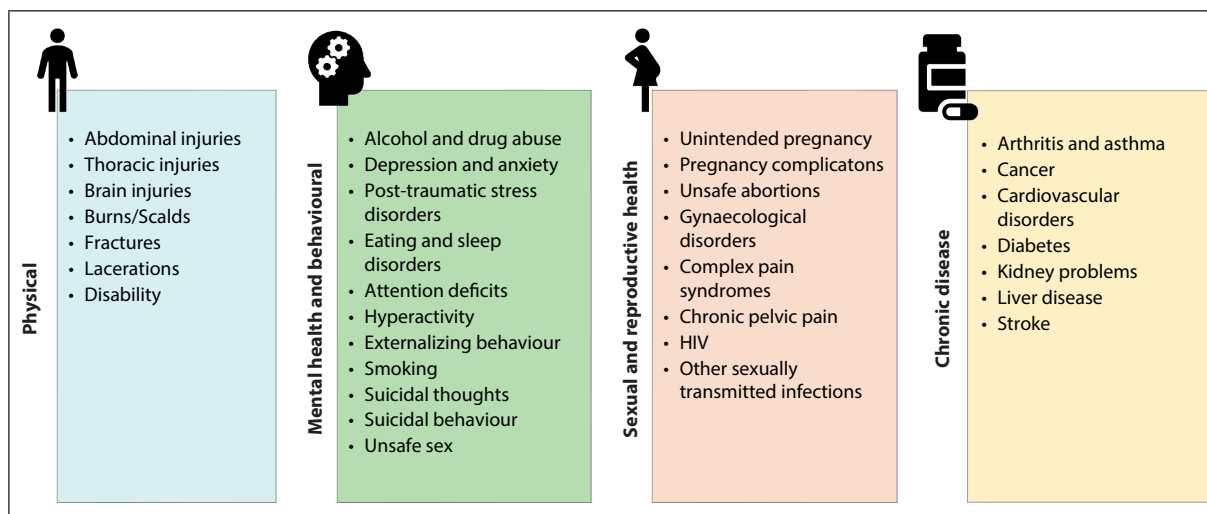 Physical
• Abdominal injuries
• Thoracic injuries
• Brain injuries
• Burns/Scalds
• Fractures
• Lacerations
• Disability
Mental health and behavioural
• Alcohol and drug abuse
• Depression and anxiety
• Post-traumatic stress
disorders
• Eating and sleep
disorders
• Attention deficits
• Hyperactivity
• Externalizing behaviour
• Smoking
• Suicidal thoughts
• Suicidal behaviour
• Unsafe sex
Sexual and reproductive health
• Unintended pregnancy
• Pregnancy complicatons
• Unsafe abortions
• Gynaecological
disorders
• Complex pain
syndromes
• Chronic pelvic pain
• HIV
• Other sexually
transmitted infections
Chronic disease
• Arthritis and asthma
• Cancer
• Cardiovascular
disorders
• Diabetes
• Kidney problems
• Liver disease
• Stroke